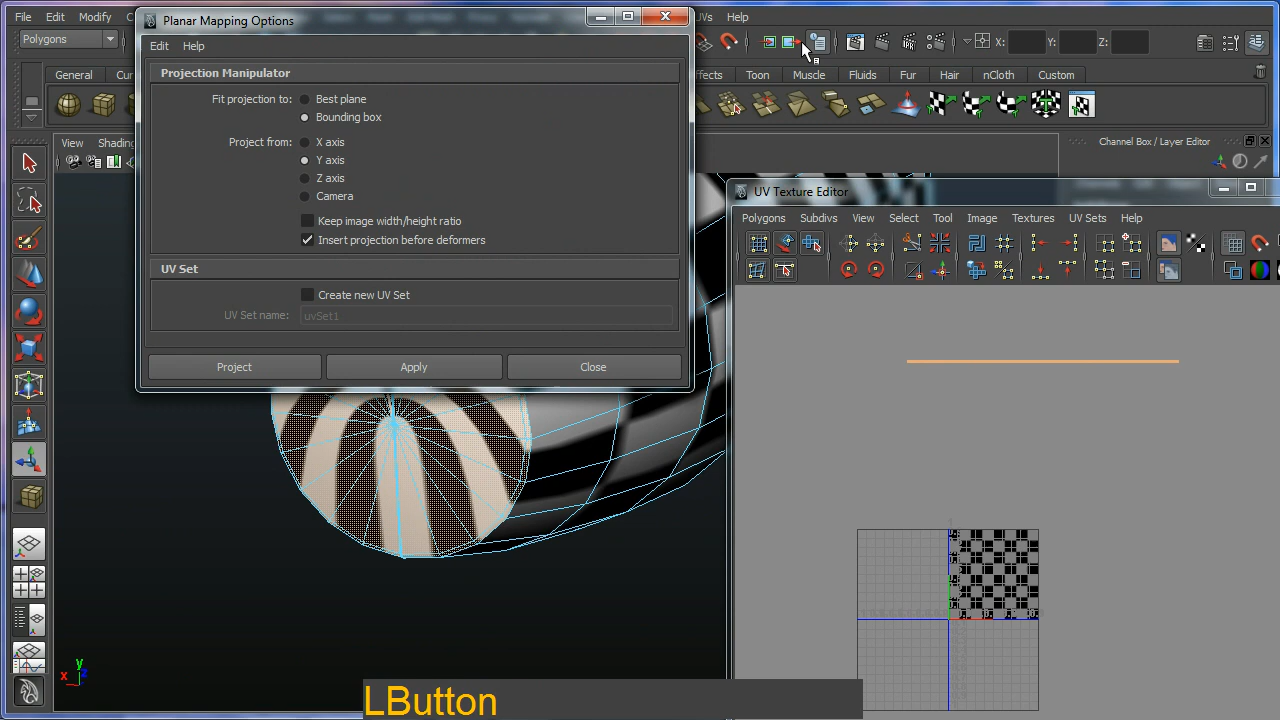 File Edit Modify UVs Help
Planar Mapping Options
Polygons
X: Y: Z:
Edit Help
General Toon Muscle Fluids Fur Hair nCloth Custom
Projection Manipulator
Fit projection to: Best plane
Bounding box
Project from: X axis
Y axis
Z axis
Camera
Keep image width/height ratio
Insert projection before deformers
UV Set
Create new UV Set
UV Set name: uvSet1
Project Apply Close
View Shading
Channel Box / Layer Editor
UV Texture Editor
Polygons Subdivs View Select Tool Image Textures UV Sets Help
y
x z
LButton